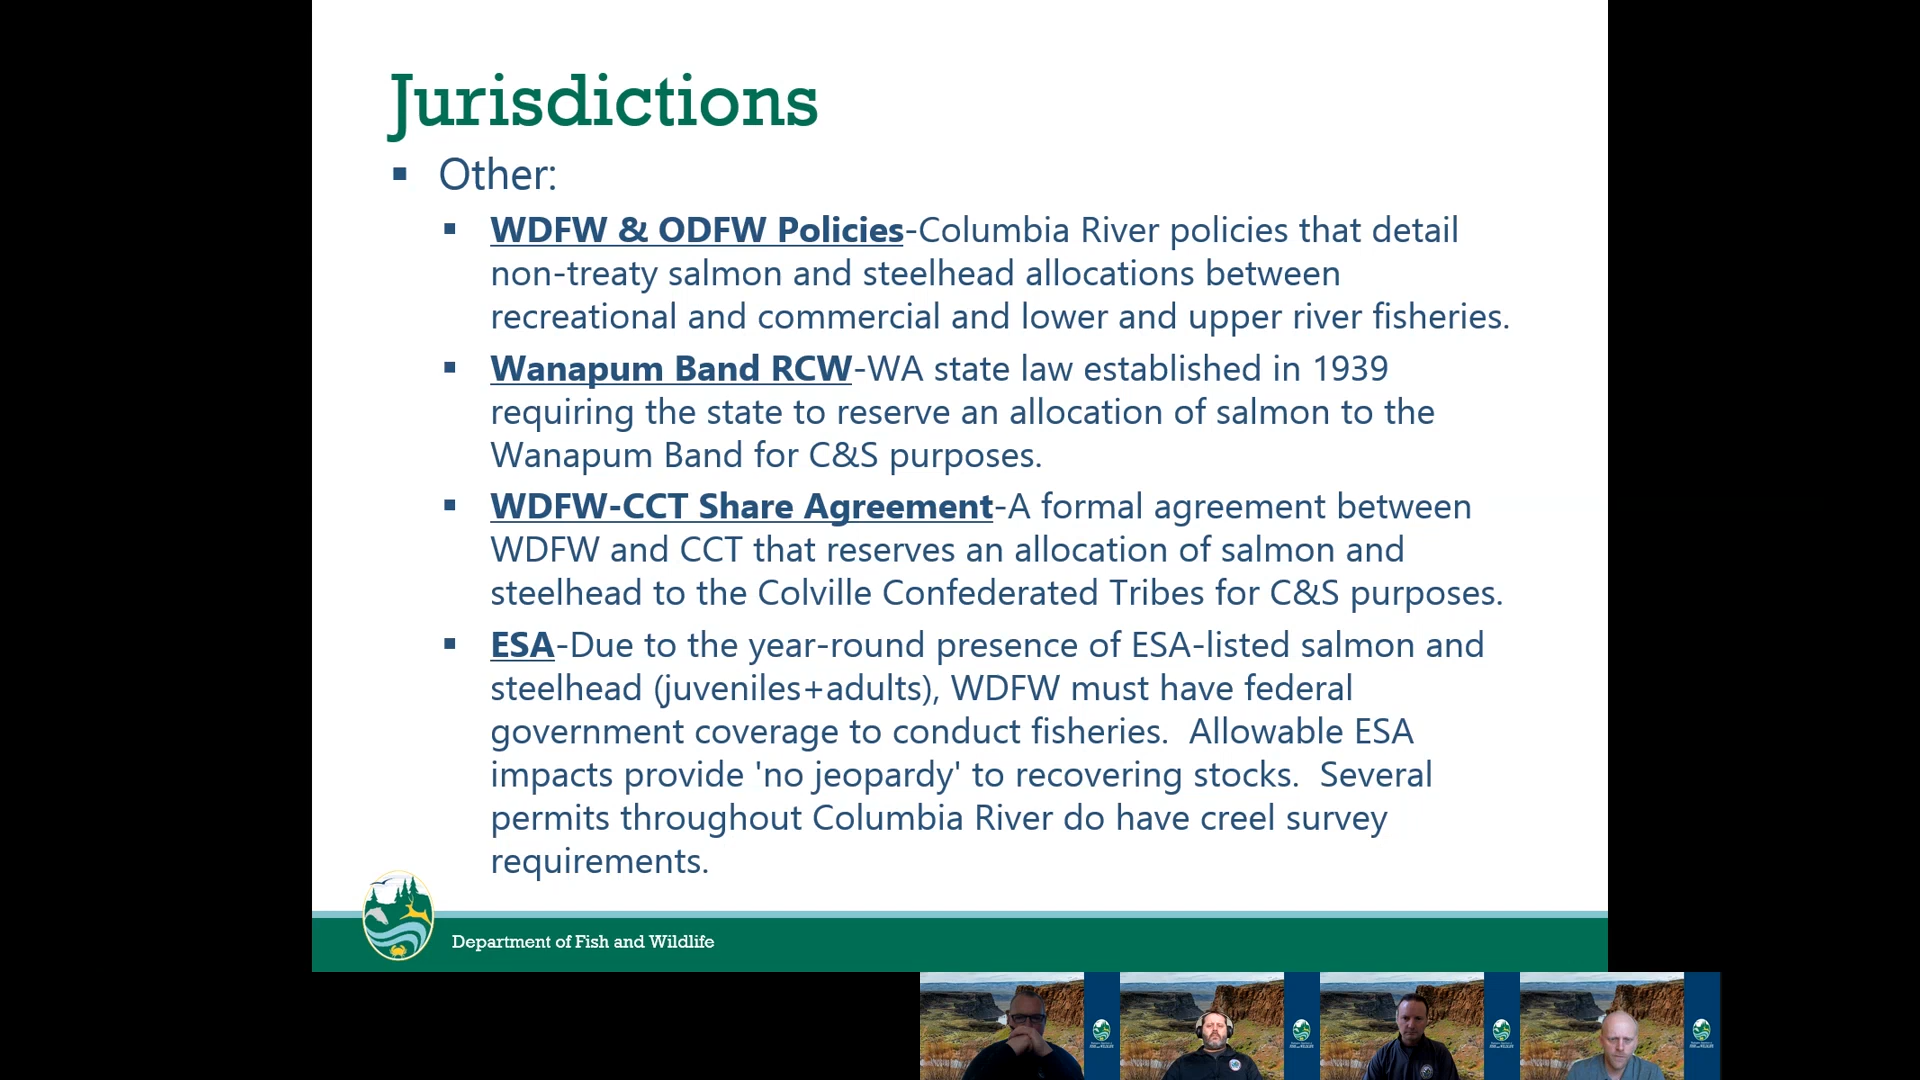 Jurisdictions
▪ Other:
▪ WDFW & ODFW Policies-Columbia River policies that detail
non-treaty salmon and steelhead allocations between
recreational and commercial and lower and upper river fisheries.
▪ Wanapum Band RCW-WA state law established in 1939
requiring the state to reserve an allocation of salmon to the
Wanapum Band for C&S purposes.
▪ WDFW-CCT Share Agreement-A formal agreement between
WDFW and CCT that reserves an allocation of salmon and
steelhead to the Colville Confederated Tribes for C&S purposes.
▪ ESA-Due to the year-round presence of ESA-listed salmon and
steelhead (juveniles+adults), WDFW must have federal
government coverage to conduct fisheries.  Allowable ESA
impacts provide 'no jeopardy' to recovering stocks.  Several
permits throughout Columbia River do have creel survey
requirements.
Department of Fish and Wildlife